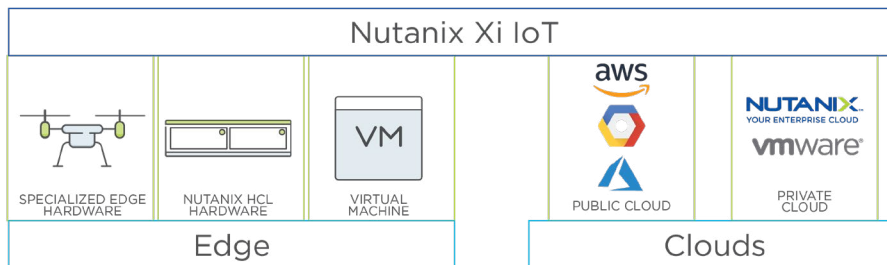 Nutanix Xi IoT
SPECIALIZED EDGE
HARDWARE
NUTANIX HCL
HARDWARE
VM
VIRTUAL
MACHINE
aws
PUBLIC CLOUD
NUTANIX
YOUR ENTERPRISE CLOUD
vmware
PRIVATE
CLOUD
Edge
Clouds